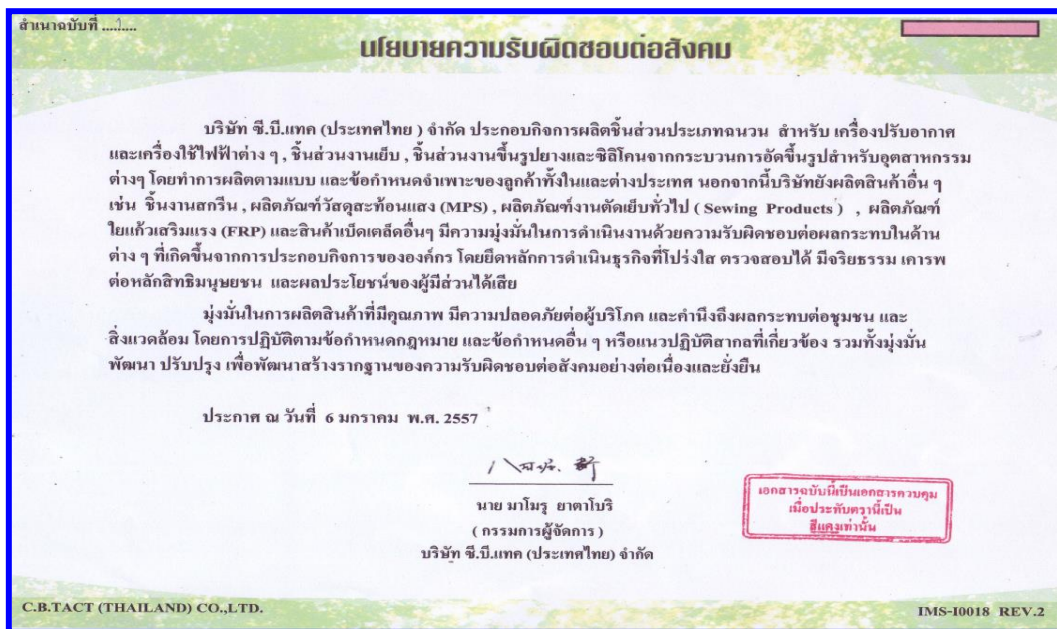 สำเนาฉบับที่ ............
นโยบายความรับผิดชอบต่อสังคม
บริษัท ซี.บี.แทค (ประเทศไทย ) จำกัด ประกอบกิจการผลิตชิ้นส่วนประเภทฉนวน สำหรับ เครื่องปรับอากาศ
และเครื่องใช้ไฟฟ้าต่าง ๆ , ชิ้นส่วนงานเย็บ , ชิ้นส่วนงานขึ้นรูปยางและซิลิโคนจากกระบวนการอัดขึ้นรูปสำหรับอุตสาหกรรม
ต่างๆ โดยทำการผลิตตามแบบ และข้อกำหนดจำเพาะของลูกค้าทั้งในและต่างประเทศ นอกจากนี้บริษัทยังผลิตสินค้าอื่น ๆ
เช่น ชิ้นงานสกรีน , ผลิตภัณฑ์วัสดุสะท้อนแสง (MPS) , ผลิตภัณฑ์งานตัดเย็บทั่วไป ( Sewing Products ) , ผลิตภัณฑ์
ใยแก้วเสริมแรง (FRP) และสินค้าเบ็ดเตล็ดอื่นๆ มีความมุ่งมั่นในการดำเนินงานด้วยความรับผิดชอบต่อผลกระทบในด้าน
ต่าง ๆ ที่เกิดขึ้นจากการประกอบกิจการขององค์กร โดยยึดหลักการดำเนินธุรกิจที่โปร่งใส ตรวจสอบได้ มีจริยธรรม เคารพ
ต่อหลักสิทธิมนุษยชน และผลประโยชน์ของผู้มีส่วนได้เสีย
มุ่งมั่นในการผลิตสินค้าที่มีคุณภาพ มีความปลอดภัยต่อผู้บริโภค และคำนึงถึงผลกระทบต่อชุมชน และ
สิ่งแวดล้อม โดยการปฏิบัติตามข้อกำหนดกฎหมาย และข้อกำหนดอื่น ๆ หรือแนวปฏิบัติสากลที่เกี่ยวข้อง รวมทั้งมุ่งมั่น
พัฒนา ปรับปรุง เพื่อพัฒนาสร้างรากฐานของความรับผิดชอบต่อสังคมอย่างต่อเนื่องและยั่งยืน
ประกาศ ณ วันที่ 6 มกราคม พ.ศ. 2557
นาย มาโมรุ ยาตาโบริ
( กรรมการผู้จัดการ )
บริษัท ซี.บี.แทค (ประเทศไทย) จำกัด
เอกสารฉบับนี้เป็นเอกสารควบคุม
เมื่อประทับตรานี้เป็น
สีแดงเท่านั้น
C.B.TACT (THAILAND) CO.,LTD.
IMS-I0018 REV.2